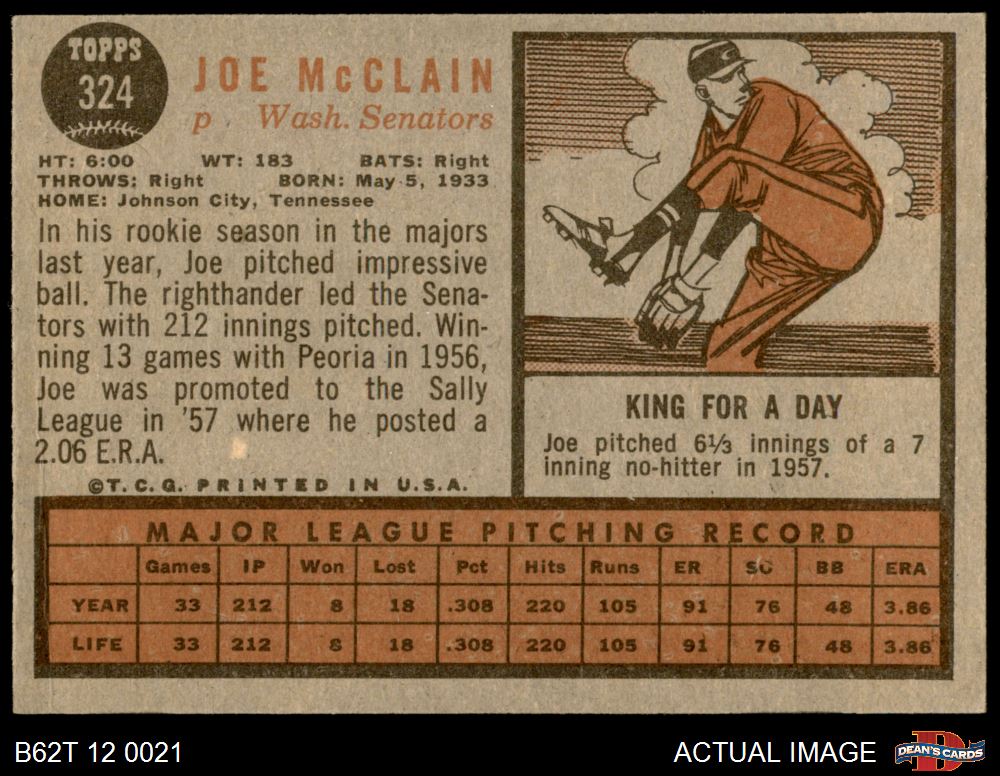 TOPPS
324
JOE McCLAIN
p Wash. Senators
HT: 6:00 WT: 183 BATS: Right
THROWS: Right BORN: May 5, 1933
HOME: Johnson City, Tennessee
In his rookie season in the majors
last year, Joe pitched impressive
ball. The righthander led the Sena-
tors with 212 innings pitched. Win-
ning 13 games with Peoria in 1956,
Joe was promoted to the Sally
League in '57 where he posted a
2.06 E.R.A.
©T. C. G. PRINTED IN U.S.A.
KING FOR A DAY
Joe pitched 6⅓ innings of a 7
inning no-hitter in 1957.
MAJOR LEAGUE PITCHING RECORD
Games IP Won Lost Pct Hits Runs ER SO BB ERA
YEAR 33 212 8 18 .308 220 105 91 76 48 3.86
LIFE 33 212 8 18 .308 220 105 91 76 48 3.86
B62T 12 0021
ACTUAL IMAGE
D
DEAN'S CARDS